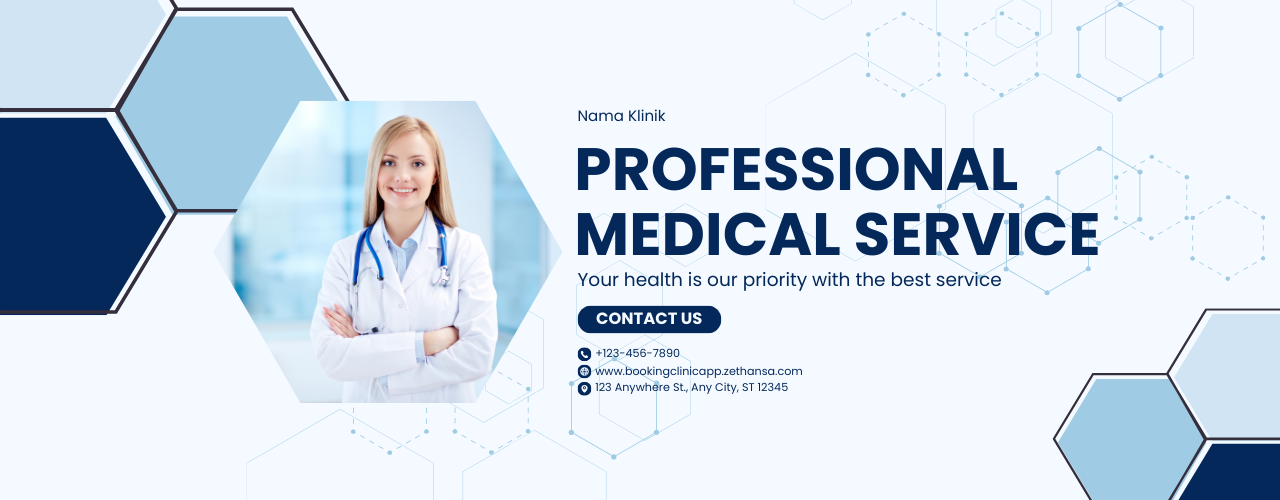 Nama Klinik
PROFESSIONAL
MEDICAL SERVICE
Your health is our priority with the best service
CONTACT US
+123-456-7890
www.bookingclinicapp.zethansa.com
123 Anywhere St., Any City, ST 12345